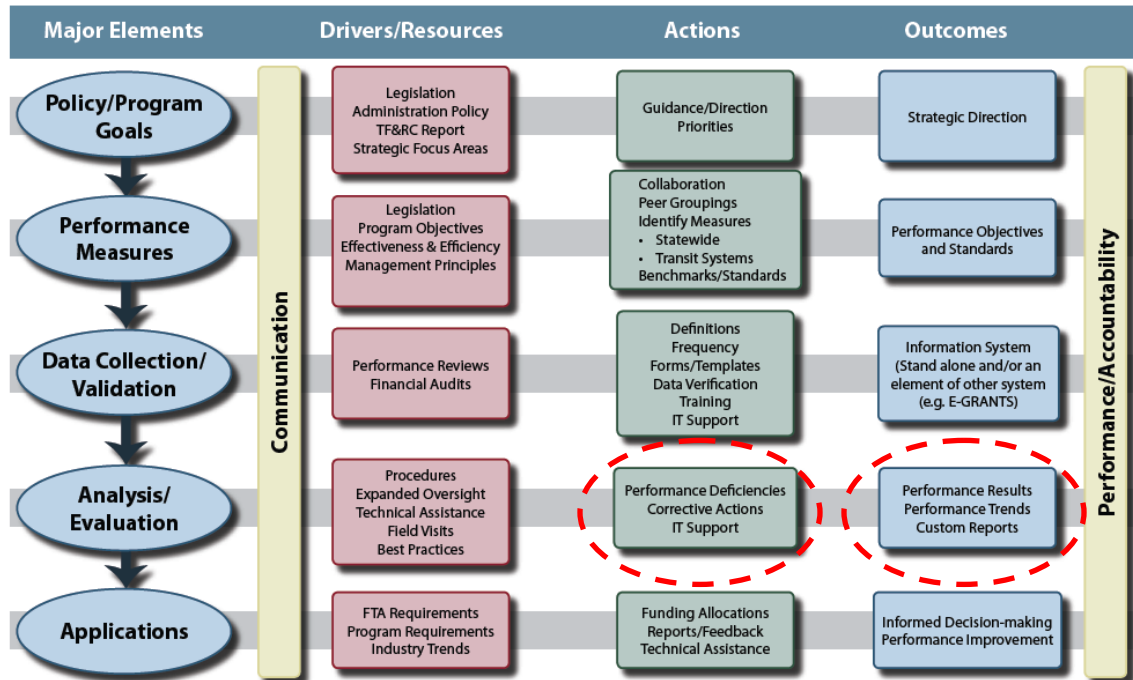 Major Elements
Drivers/Resources
Actions
Outcomes
Policy/Program
Goals
Legislation
Administration Policy
TF&RC Report
Strategic Focus Areas
Guidance/Direction
Priorities
Strategic Direction
Performance
Measures
Legislation
Program Objectives
Effectiveness & Efficiency
Management Principles
Collaboration
Peer Groupings
Identify Measures
• Statewide
• Transit Systems
Benchmarks/Standards
Performance Objectives
and Standards
Data Collection/
Validation
Performance Reviews
Financial Audits
Definitions
Frequency
Forms/Templates
Data Verification
Training
IT Support
Information System
(Stand alone and/or an
element of other system
(e.g. E-GRANTS)
Analysis/
Evaluation
Procedures
Expanded Oversight
Technical Assistance
Field Visits
Best Practices
Performance Deficiencies
Corrective Actions
IT Support
Performance Results
Performance Trends
Custom Reports
Applications
FTA Requirements
Program Requirements
Industry Trends
Funding Allocations
Reports/Feedback
Technical Assistance
Informed Decision-making
Performance Improvement
Communication
Performance/Accountability